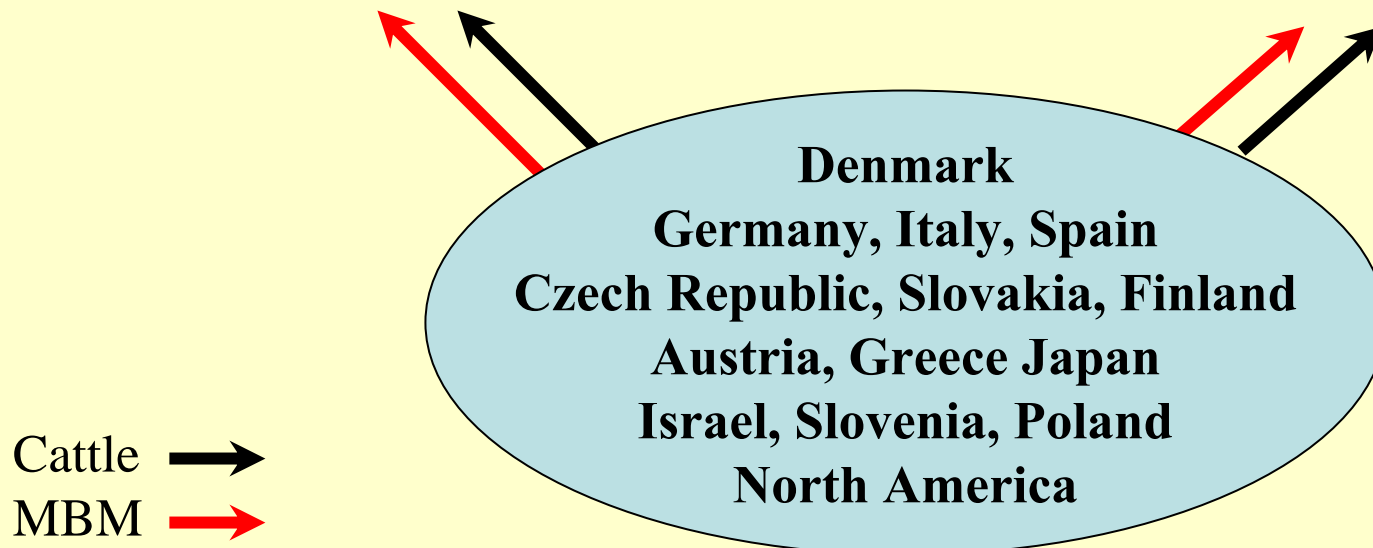 Denmark
Germany, Italy, Spain
Czech Republic, Slovakia, Finland
Austria, Greece Japan
Israel, Slovenia, Poland
North America
Cattle
MBM